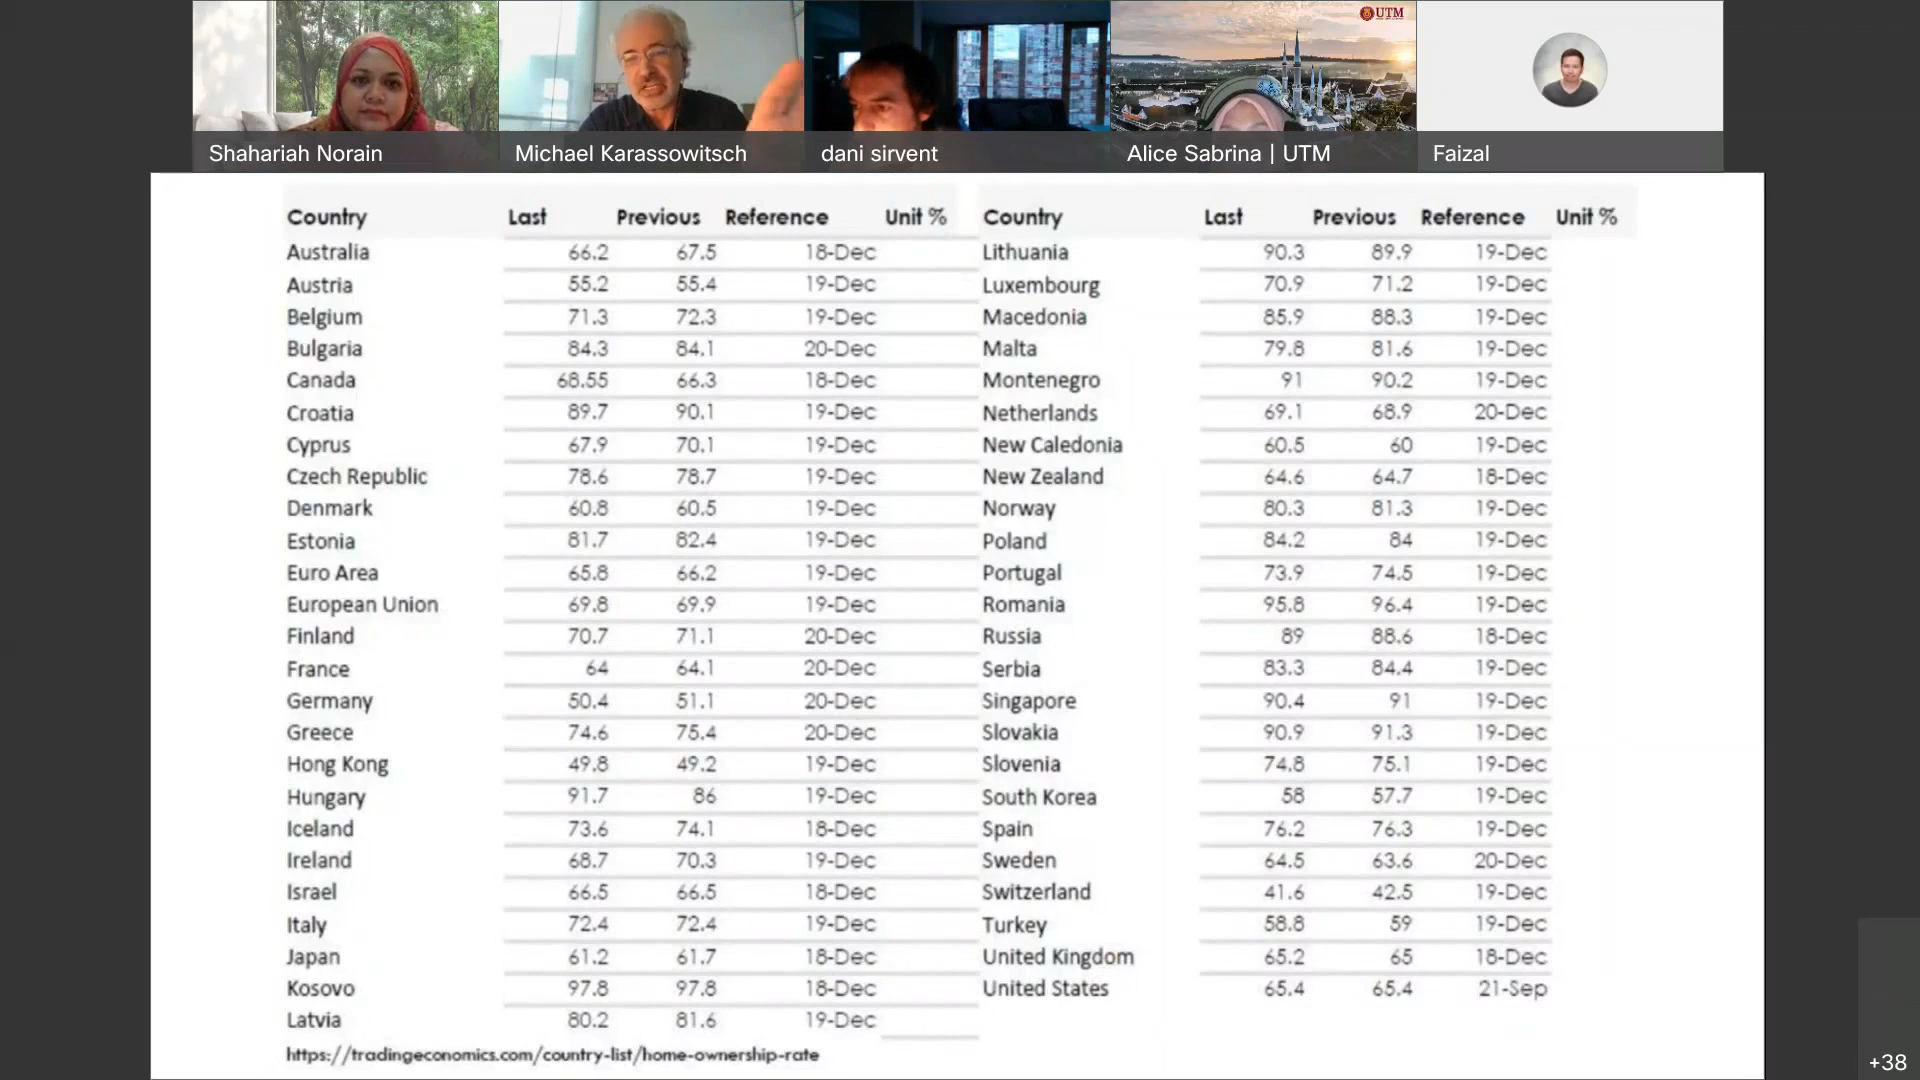 UTM
Shahariah Norain
Michael Karassowitsch
dani sirvent
Alice Sabrina | UTM
Faizal
Country Last Previous Reference Unit % Country Last Previous Reference Unit %
Australia 66.2 67.5 18-Dec Lithuania 90.3 89.9 19-Dec
Austria 55.2 55.4 19-Dec Luxembourg 70.9 71.2 19-Dec
Belgium 71.3 72.3 19-Dec Macedonia 85.9 88.3 19-Dec
Bulgaria 84.3 84.1 20-Dec Malta 79.8 81.6 19-Dec
Canada 68.55 66.3 18-Dec Montenegro 91 90.2 19-Dec
Croatia 89.7 90.1 19-Dec Netherlands 69.1 68.9 20-Dec
Cyprus 67.9 70.1 19-Dec New Caledonia 60.5 60 19-Dec
Czech Republic 78.6 78.7 19-Dec New Zealand 64.6 64.7 18-Dec
Denmark 60.8 60.5 19-Dec Norway 80.3 81.3 19-Dec
Estonia 81.7 82.4 19-Dec Poland 84.2 84 19-Dec
Euro Area 65.8 66.2 19-Dec Portugal 73.9 74.5 19-Dec
European Union 69.8 69.9 19-Dec Romania 95.8 96.4 19-Dec
Finland 70.7 71.1 20-Dec Russia 89 88.6 18-Dec
France 64 64.1 20-Dec Serbia 83.3 84.4 19-Dec
Germany 50.4 51.1 20-Dec Singapore 90.4 91 19-Dec
Greece 74.6 75.4 20-Dec Slovakia 90.9 91.3 19-Dec
Hong Kong 49.8 49.2 19-Dec Slovenia 74.8 75.1 19-Dec
Hungary 91.7 86 19-Dec South Korea 58 57.7 19-Dec
Iceland 73.6 74.1 18-Dec Spain 76.2 76.3 19-Dec
Ireland 68.7 70.3 19-Dec Sweden 64.5 63.6 20-Dec
Israel 66.5 66.5 18-Dec Switzerland 41.6 42.5 19-Dec
Italy 72.4 72.4 19-Dec Turkey 58.8 59 19-Dec
Japan 61.2 61.7 18-Dec United Kingdom 65.2 65 18-Dec
Kosovo 97.8 97.8 18-Dec United States 65.4 65.4 21-Sep
Latvia 80.2 81.6 19-Dec
https://tradingeconomics.com/country-list/home-ownership-rate
+38